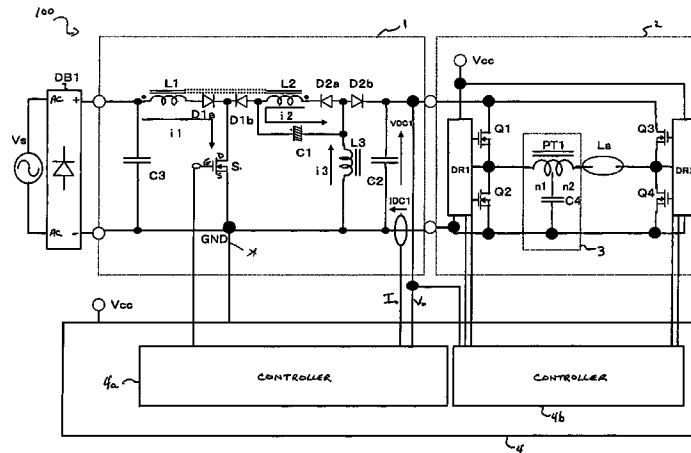 100
1
2
DB1
AC +
L1
L2
D2a D2b
Vcc
D1a
D1b
i1
i2
C1
VDC1
Q1
Q3
Vs
PT1
La
C3
S
L3
i3
C2
DR1
Q2
n1 n2
C4
Q4
IDC1
AC -
GND
3
Vcc
I.
V.
4a
CONTROLLER
CONTROLLER
4b
4